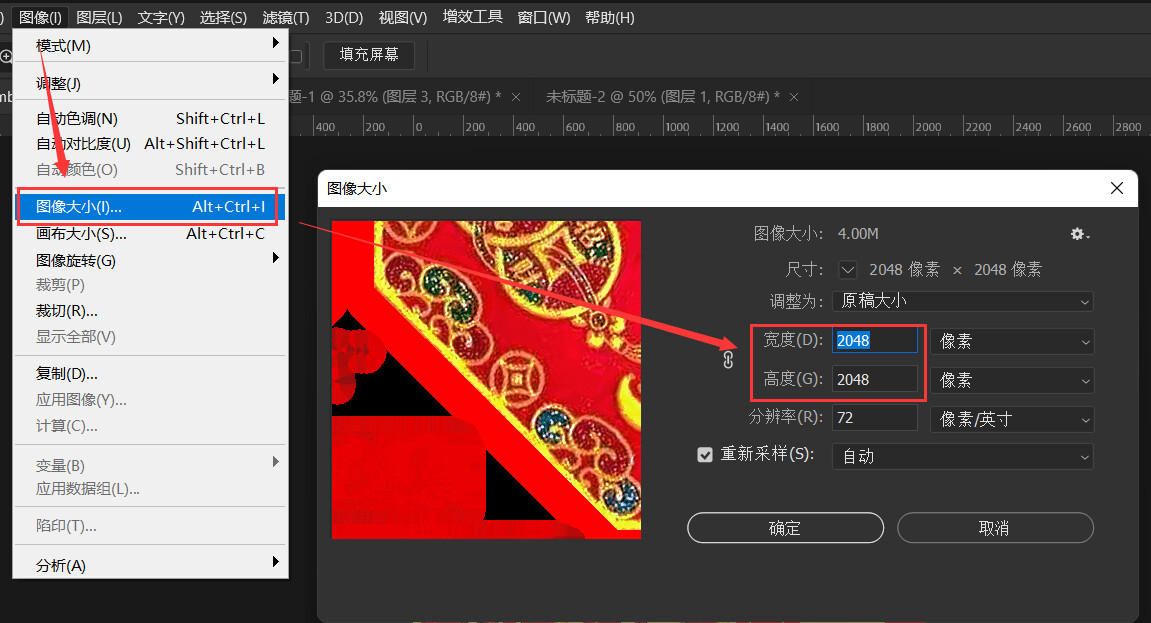 ) 图像(I) 图层(L) 文字(Y) 选择(S) 滤镜(T) 3D(D) 视图(V) 增效工具 窗口(W) 帮助(H)
填充屏幕
题-1 @ 35.8% (图层 3, RGB/8#) * × 未标题-2 @ 50% (图层 1, RGB/8#) * ×
400 200 0 200 400 600 800 1000 1200 1400 1600 1800 2000 2200 2400 2600 2800
模式(M)
调整(J)
自动色调(N) Shift+Ctrl+L
自动对比度(U) Alt+Shift+Ctrl+L
自动颜色(O) Shift+Ctrl+B
图像大小(I)... Alt+Ctrl+I
画布大小(S)... Alt+Ctrl+C
图像旋转(G)
裁剪(P)
裁切(R)...
显示全部(V)
复制(D)...
应用图像(Y)...
计算(C)...
变量(B)
应用数据组(L)...
陷印(T)...
分析(A)
图像大小
图像大小: 4.00M
尺寸: 2048 像素 × 2048 像素
调整为: 原稿大小
宽度(D): 2048 像素
高度(G): 2048 像素
分辨率(R): 72 像素/英寸
重新采样(S): 自动
确定 取消